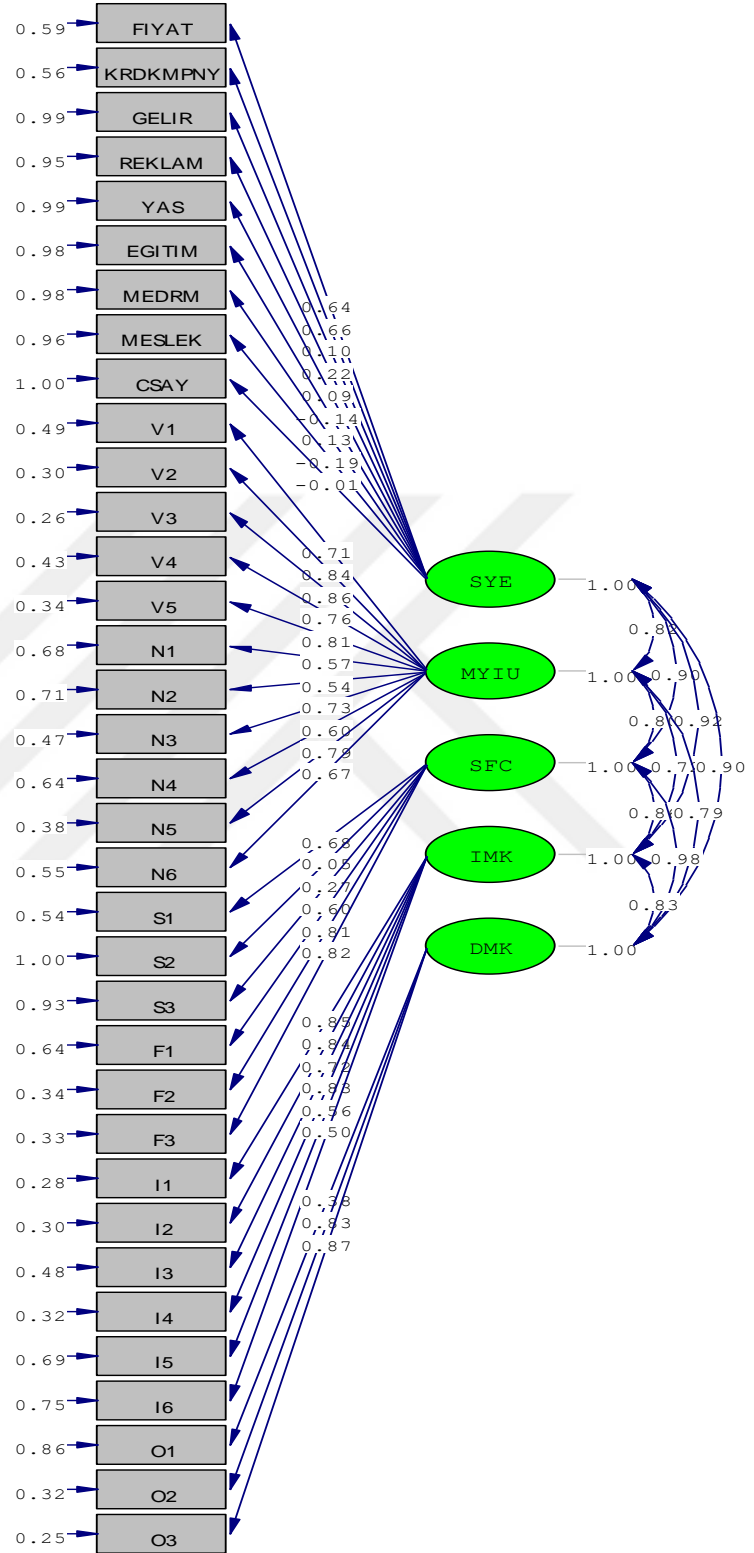 0.59 FIYAT
0.56 KRDKMPNY
0.99 GELIR
0.95 REKLAM
0.99 YAS
0.98 EGITIM
0.98 MEDRM
0.96 MESLEK
1.00 CSAY
0.49 V1
0.30 V2
0.26 V3
0.43 V4
0.34 V5
0.68 N1
0.71 N2
0.47 N3
0.64 N4
0.38 N5
0.55 N6
0.54 S1
1.00 S2
0.93 S3
0.64 F1
0.34 F2
0.33 F3
0.28 I1
0.30 I2
0.48 I3
0.32 I4
0.69 I5
0.75 I6
0.86 O1
0.32 O2
0.25 O3
0.64
0.66
0.10
0.22
0.09
-0.14
0.13
-0.19
-0.01
0.71
0.84
0.86
0.76
0.81
0.57
0.54
0.73
0.60
0.79
0.67
0.68
0.05
0.27
0.60
0.81
0.82
0.85
0.84
0.72
0.83
0.56
0.50
0.38
0.83
0.87
SYE 1.00
MYIU 1.00
SFC 1.00
IMK 1.00
DMK 1.00
0.90
0.92
0.90
0.79
0.98
0.83